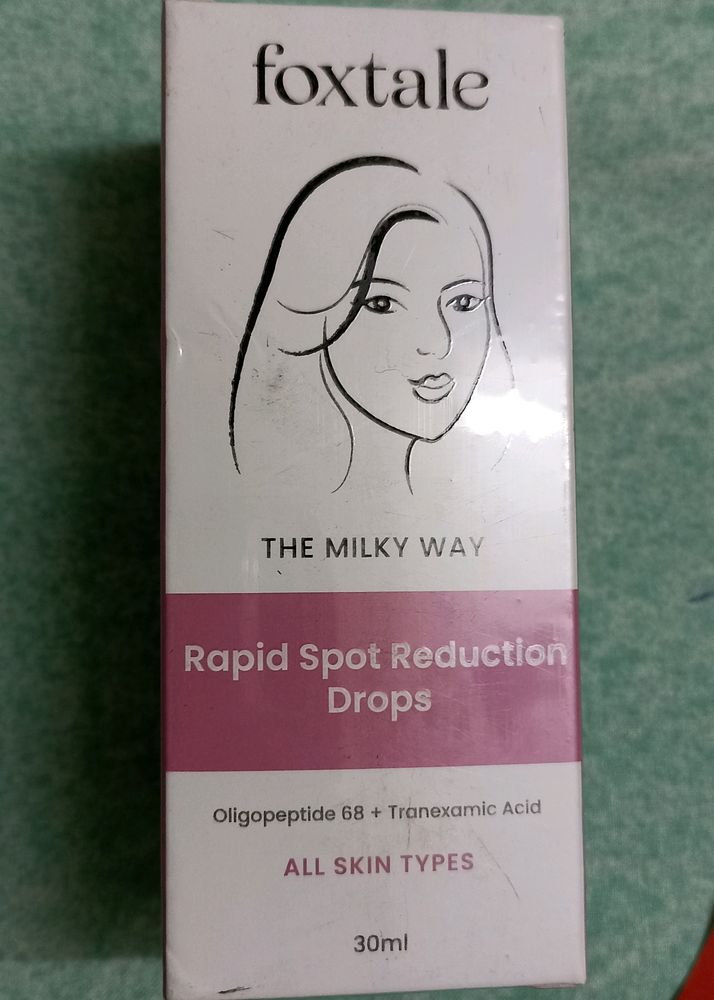 foxtale
THE MILKY WAY
Rapid Spot Reduction
Drops
Oligopeptide 68 + Tranexamic Acid
ALL SKIN TYPES
30ml